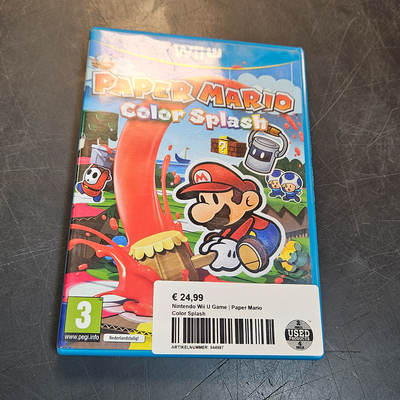 Wii U
PAPER MARIO
Color Splash
3
www.pegi.info
Nederlandstalig!
€ 24,99
Nintendo Wii U Game | Paper Mario
Color Splash
ARTIKELNUMMER: 544967
USED
PRODUCTS